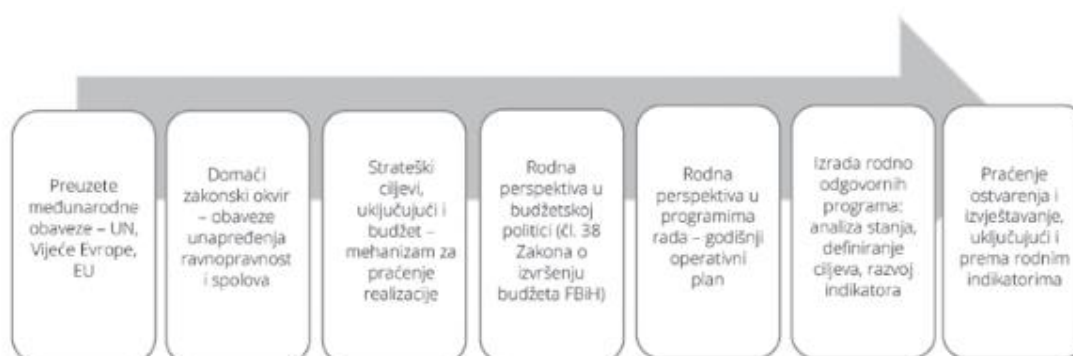 Preuzete
međunarodne
obaveze – UN,
Vijeće Evrope,
EU
Domaći
zakonski okvir
– obaveze
unapređenja
ravnopravnost
i spolova
Strateški
ciljevi,
uključujući i
budžet –
mehanizam za
praćenje
realizacije
Rodna
perspektiva u
budžetskoj
politici (čl. 38
Zakona o
izvršenju
budžeta FBiH)
Rodna
perspektiva u
programima
rada – godišnji
operativni
plan
Izrada rodno
odgovornih
programa:
analiza stanja,
definiranje
ciljeva, razvoj
indikatora
Praćenje
ostvarenja i
izvještavanje,
uključujući i
prema rodnim
indikatorima